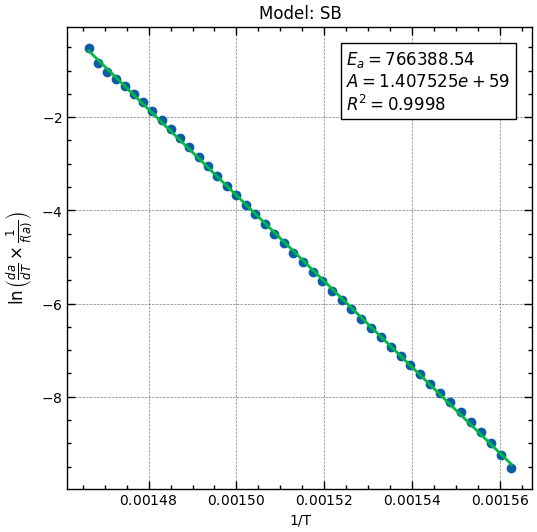 Model: SB
E_a = 766388.54
A = 1.407525e + 59
R^2 = 0.9998
−2
−4
−6
−8
ln(da/dT × 1/f(a))
0.00148 0.00150 0.00152 0.00154 0.00156
1/T